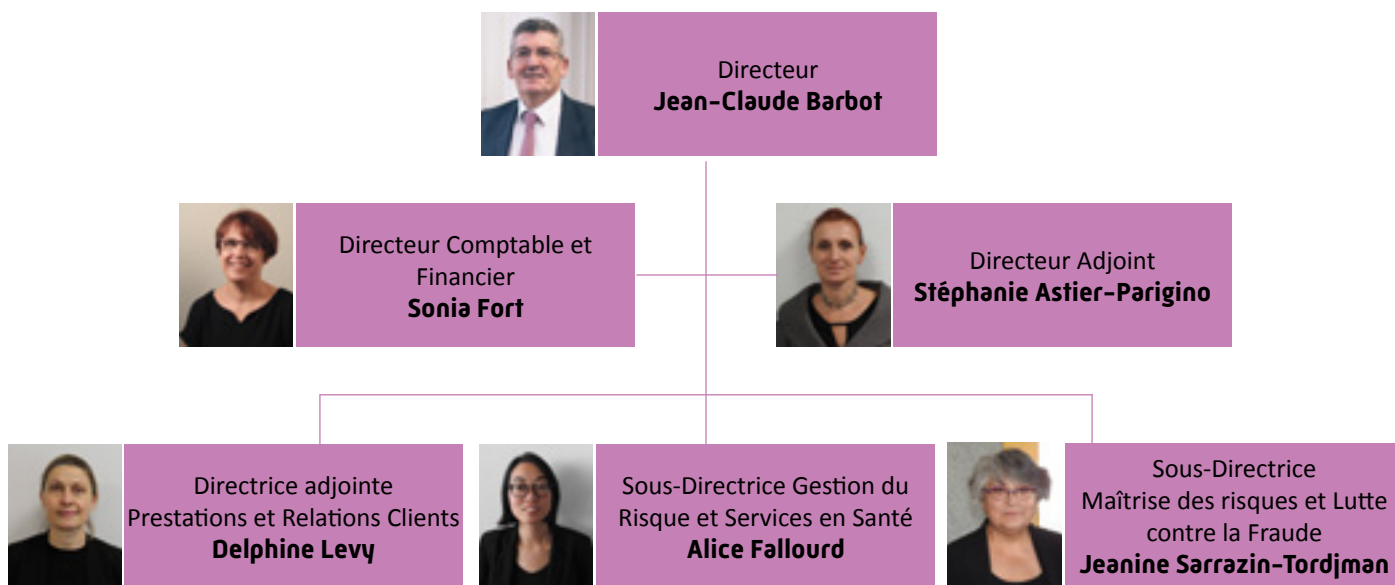 Directeur
Jean-Claude Barbot
Directeur Comptable et
Financier
Sonia Fort
Directeur Adjoint
Stéphanie Astier-Parigino
Directrice adjointe
Prestations et Relations Clients
Delphine Levy
Sous-Directrice Gestion du
Risque et Services en Santé
Alice Fallourd
Sous-Directrice
Maîtrise des risques et Lutte
contre la Fraude
Jeanine Sarrazin-Tordjman